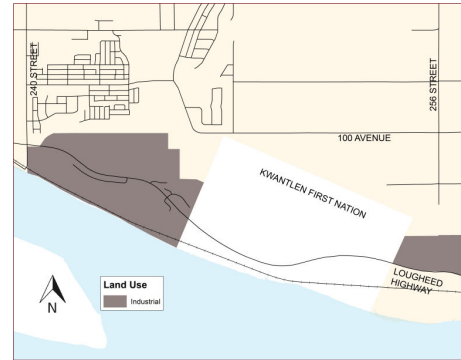 240 STREET
256 STREET
100 AVENUE
KWANTLEN FIRST NATION
LOUGHEED
HIGHWAY
N
Land Use
Industrial